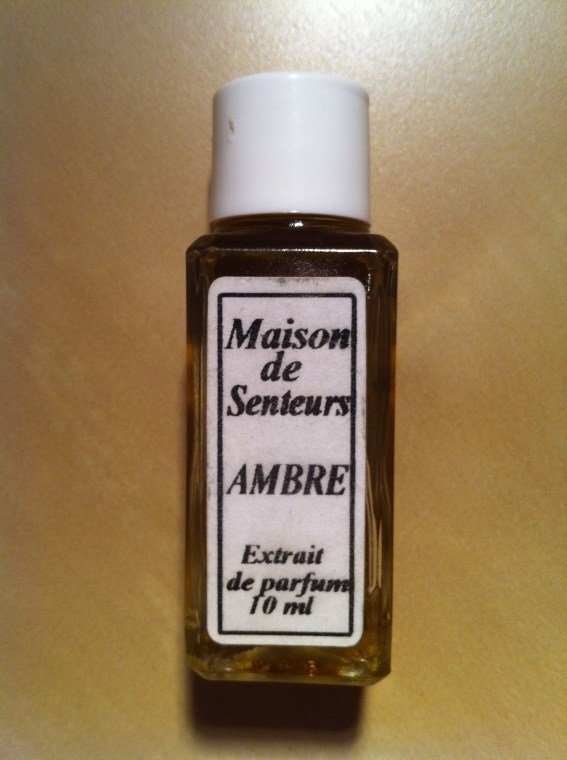 Maison
de
Senteurs
AMBRE
Extrait
de parfum
10 ml